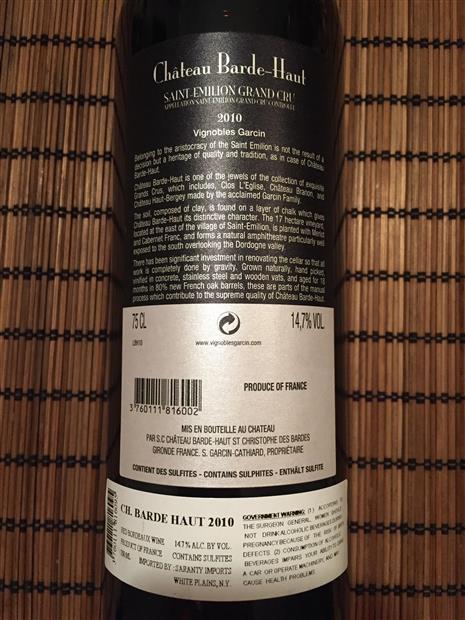 Château Barde-Haut
SAINT-EMILION GRAND CRU
APPELLATION SAINT-EMILION GRAND CRU CONTRÔLÉE
2010
Vignobles Garcin
Belonging to the aristocracy of the Saint Emilion is not the result of a
decision but a heritage of quality and tradition, as in case of Château
Barde-Haut.
Château Barde-Haut is one of the jewels of the collection of exquisite
Grands Crus, which includes, Clos L'Eglise, Château Branon, and
Château Haut-Bergey made by the acclaimed Garcin Family.
The soil, composed of clay, is found on a layer of chalk which gives
Château Barde-Haut its distinctive character. The 17 hectare vineyard,
located at the east of the village of Saint-Emilion, is planted with Merlot
and Cabernet Franc, and forms a natural amphitheatre particularly well
exposed to the south overlooking the Dordogne valley.
There has been significant investment in renovating the cellar so that all
work is completely done by gravity. Grown naturally, hand picked,
vinified in concrete, stainless steel and wooden vats, and aged for 18
months in 80% new French oak barrels, these are parts of the manual
process which contribute to the supreme quality of Château Barde-Haut.
75 CL
14,7% VOL.
LBH10
www.vignoblesgarcin.com
PRODUCE OF FRANCE
3 760111 816002
MIS EN BOUTEILLE AU CHATEAU
PAR S.C CHÂTEAU BARDE-HAUT ST CHRISTOPHE DES BARDES
GIRONDE FRANCE. S. GARCIN-CATHIARD, PROPRIÉTAIRE
CONTIENT DES SULFITES - CONTAINS SULPHITES - ENTHÄLT SULFITE
CH. BARDE HAUT 2010
RED BORDEAUX WINE 14.7% ALC. BY VOL.
PRODUCT OF FRANCE CONTAINS SULFITES
IMPORTED BY : SARANTY IMPORTS
WHITE PLAINS, N.Y.
GOVERNMENT WARNING: (1) ACCORDING TO
THE SURGEON GENERAL, WOMEN SHOULD
NOT DRINK ALCOHOLIC BEVERAGES DURING
PREGNANCY BECAUSE OF THE RISK OF BIRTH
DEFECTS. (2) CONSUMPTION OF ALCOHOLIC
BEVERAGES IMPAIRS YOUR ABILITY TO DRIVE
A CAR OR OPERATE MACHINERY, AND MAY
CAUSE HEALTH PROBLEMS.